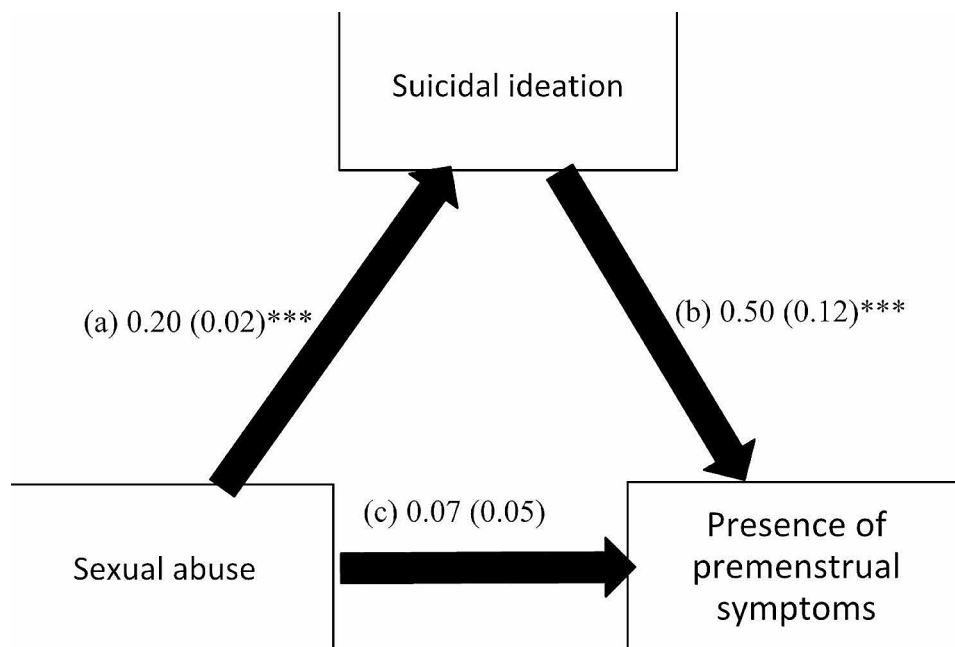 Suicidal ideation
(a) 0.20 (0.02)***
(b) 0.50 (0.12)***
(c) 0.07 (0.05)
Sexual abuse
Presence of
premenstrual
symptoms